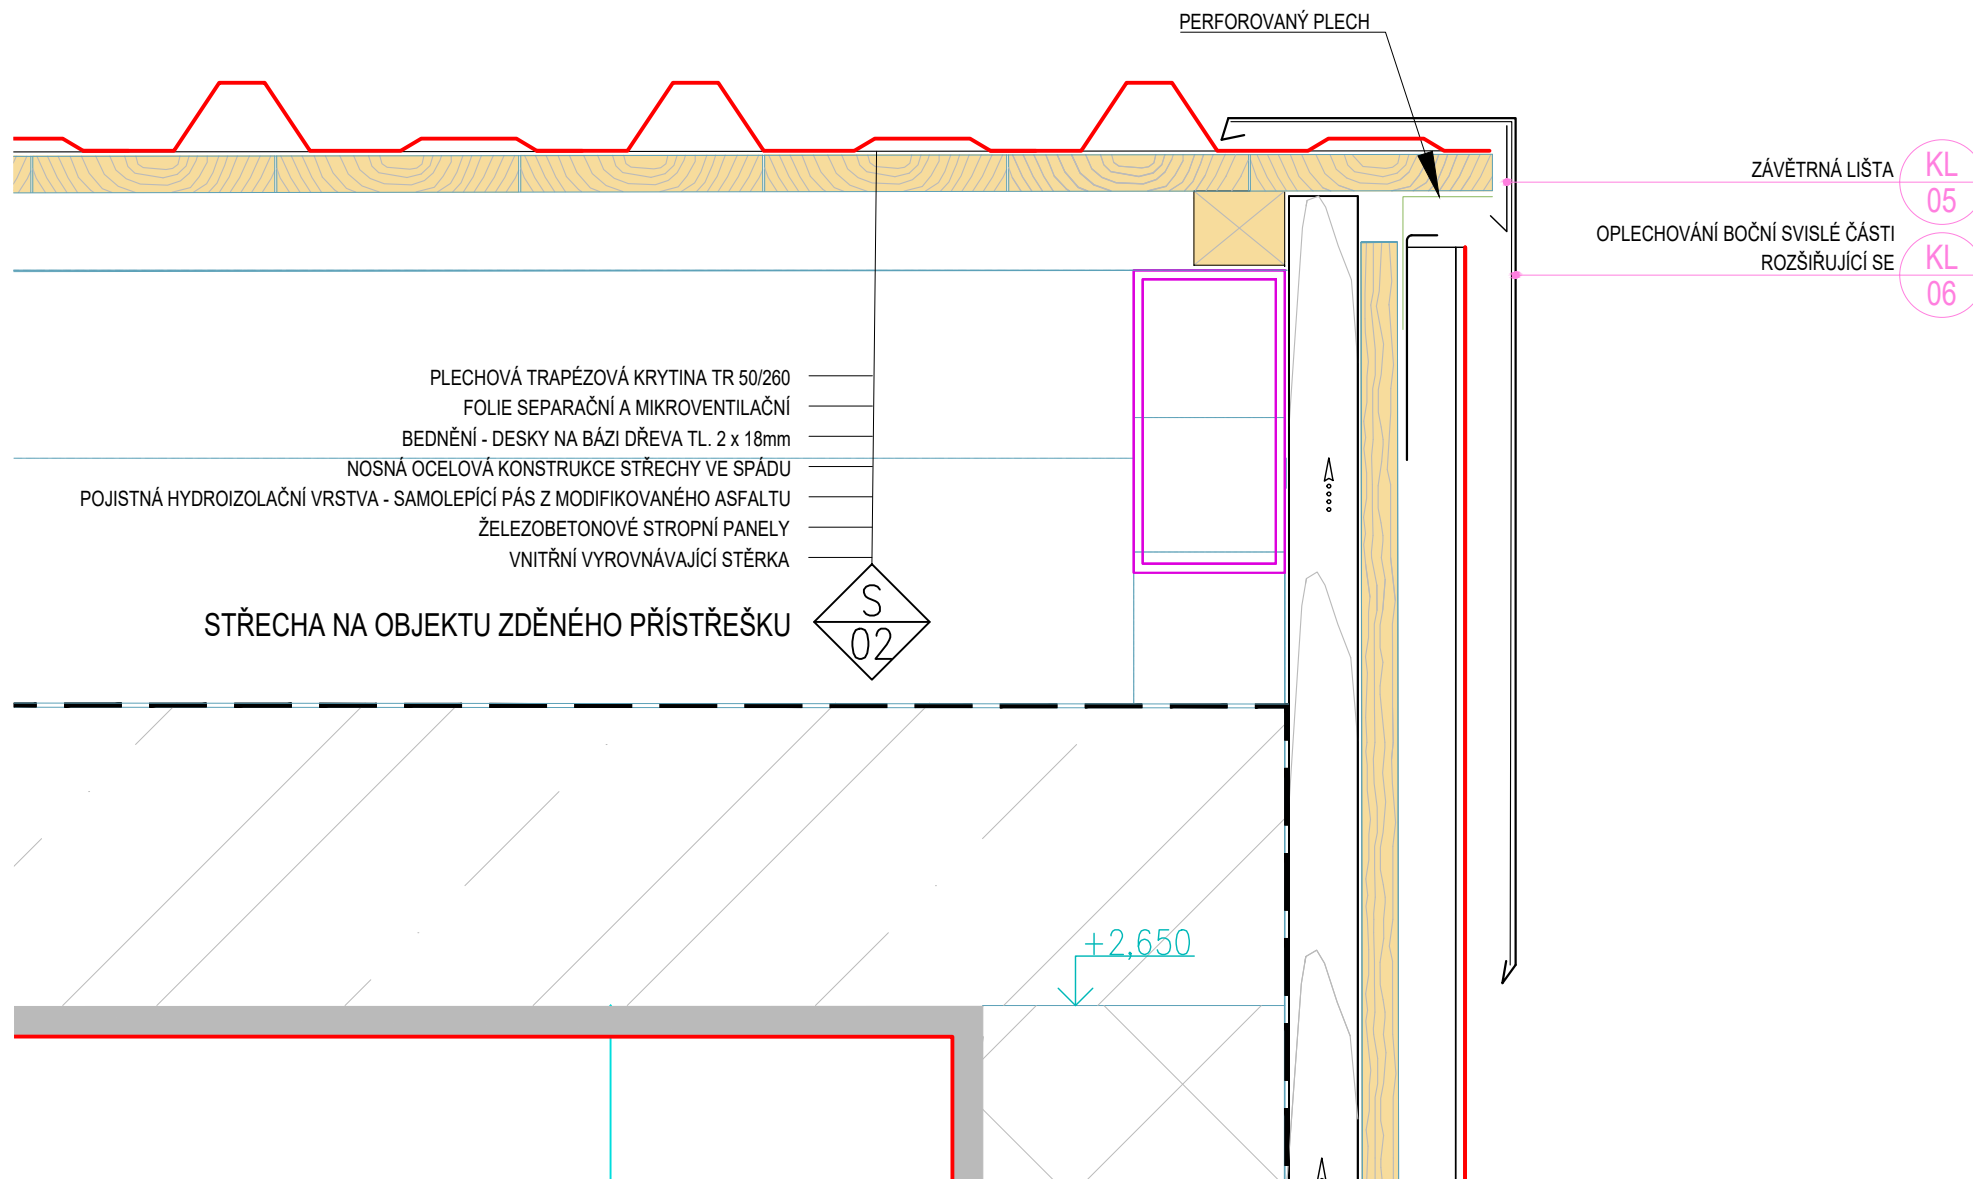 PERFOROVANÝ PLECH
ZÁVĚTRNÁ LIŠTA
KL
05
OPLECHOVÁNÍ BOČNÍ SVISLÉ ČÁSTI
ROZŠIŘUJÍCÍ SE
KL
06
PLECHOVÁ TRAPÉZOVÁ KRYTINA TR 50/260
FOLIE SEPARAČNÍ A MIKROVENTILAČNÍ
BEDNĚNÍ - DESKY NA BÁZI DŘEVA TL. 2 x 18mm
NOSNÁ OCELOVÁ KONSTRUKCE STŘECHY VE SPÁDU
POJISTNÁ HYDROIZOLAČNÍ VRSTVA - SAMOLEPÍCÍ PÁS Z MODIFIKOVANÉHO ASFALTU
ŽELEZOBETONOVÉ STROPNÍ PANELY
VNITŘNÍ VYROVNÁVAJÍCÍ STĚRKA
STŘECHA NA OBJEKTU ZDĚNÉHO PŘÍSTŘEŠKU
S
02
+2,650